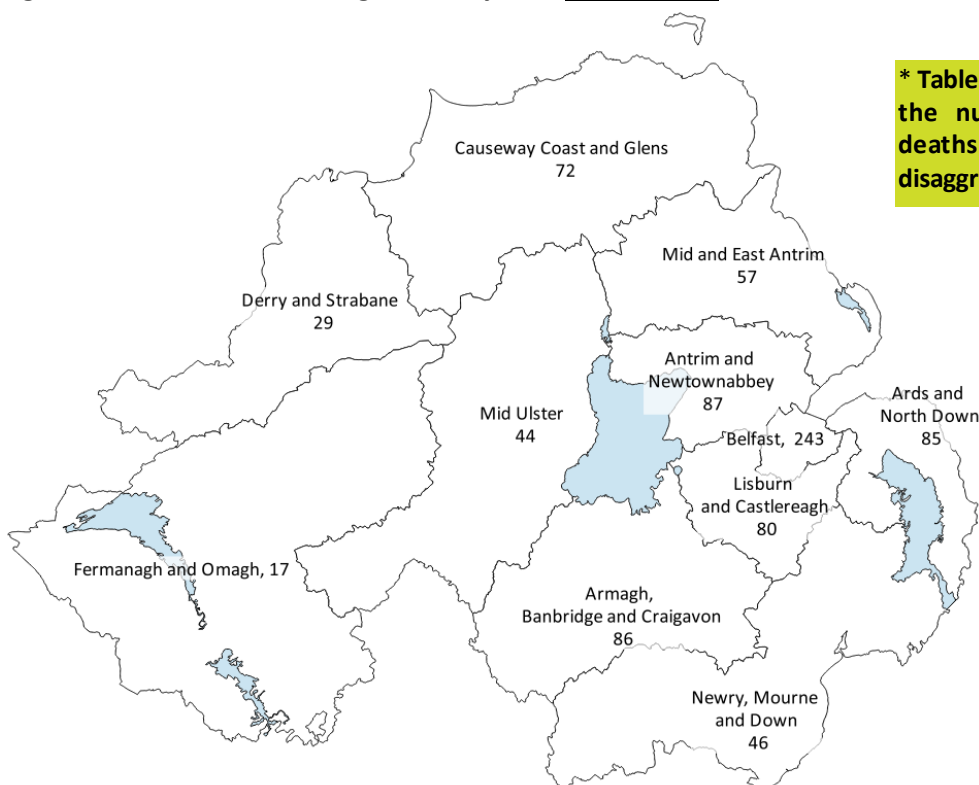 * Table
the nu
deaths
disaggr
Causeway Coast and Glens
72
Mid and East Antrim
57
Derry and Strabane
29
Antrim and
Newtownabbey
87
Ards and
North Down
85
Mid Ulster
44
Belfast, 243
Lisburn
and Castlereagh
80
Fermanagh and Omagh, 17
Armagh,
Banbridge and Craigavon
86
Newry, Mourne
and Down
46